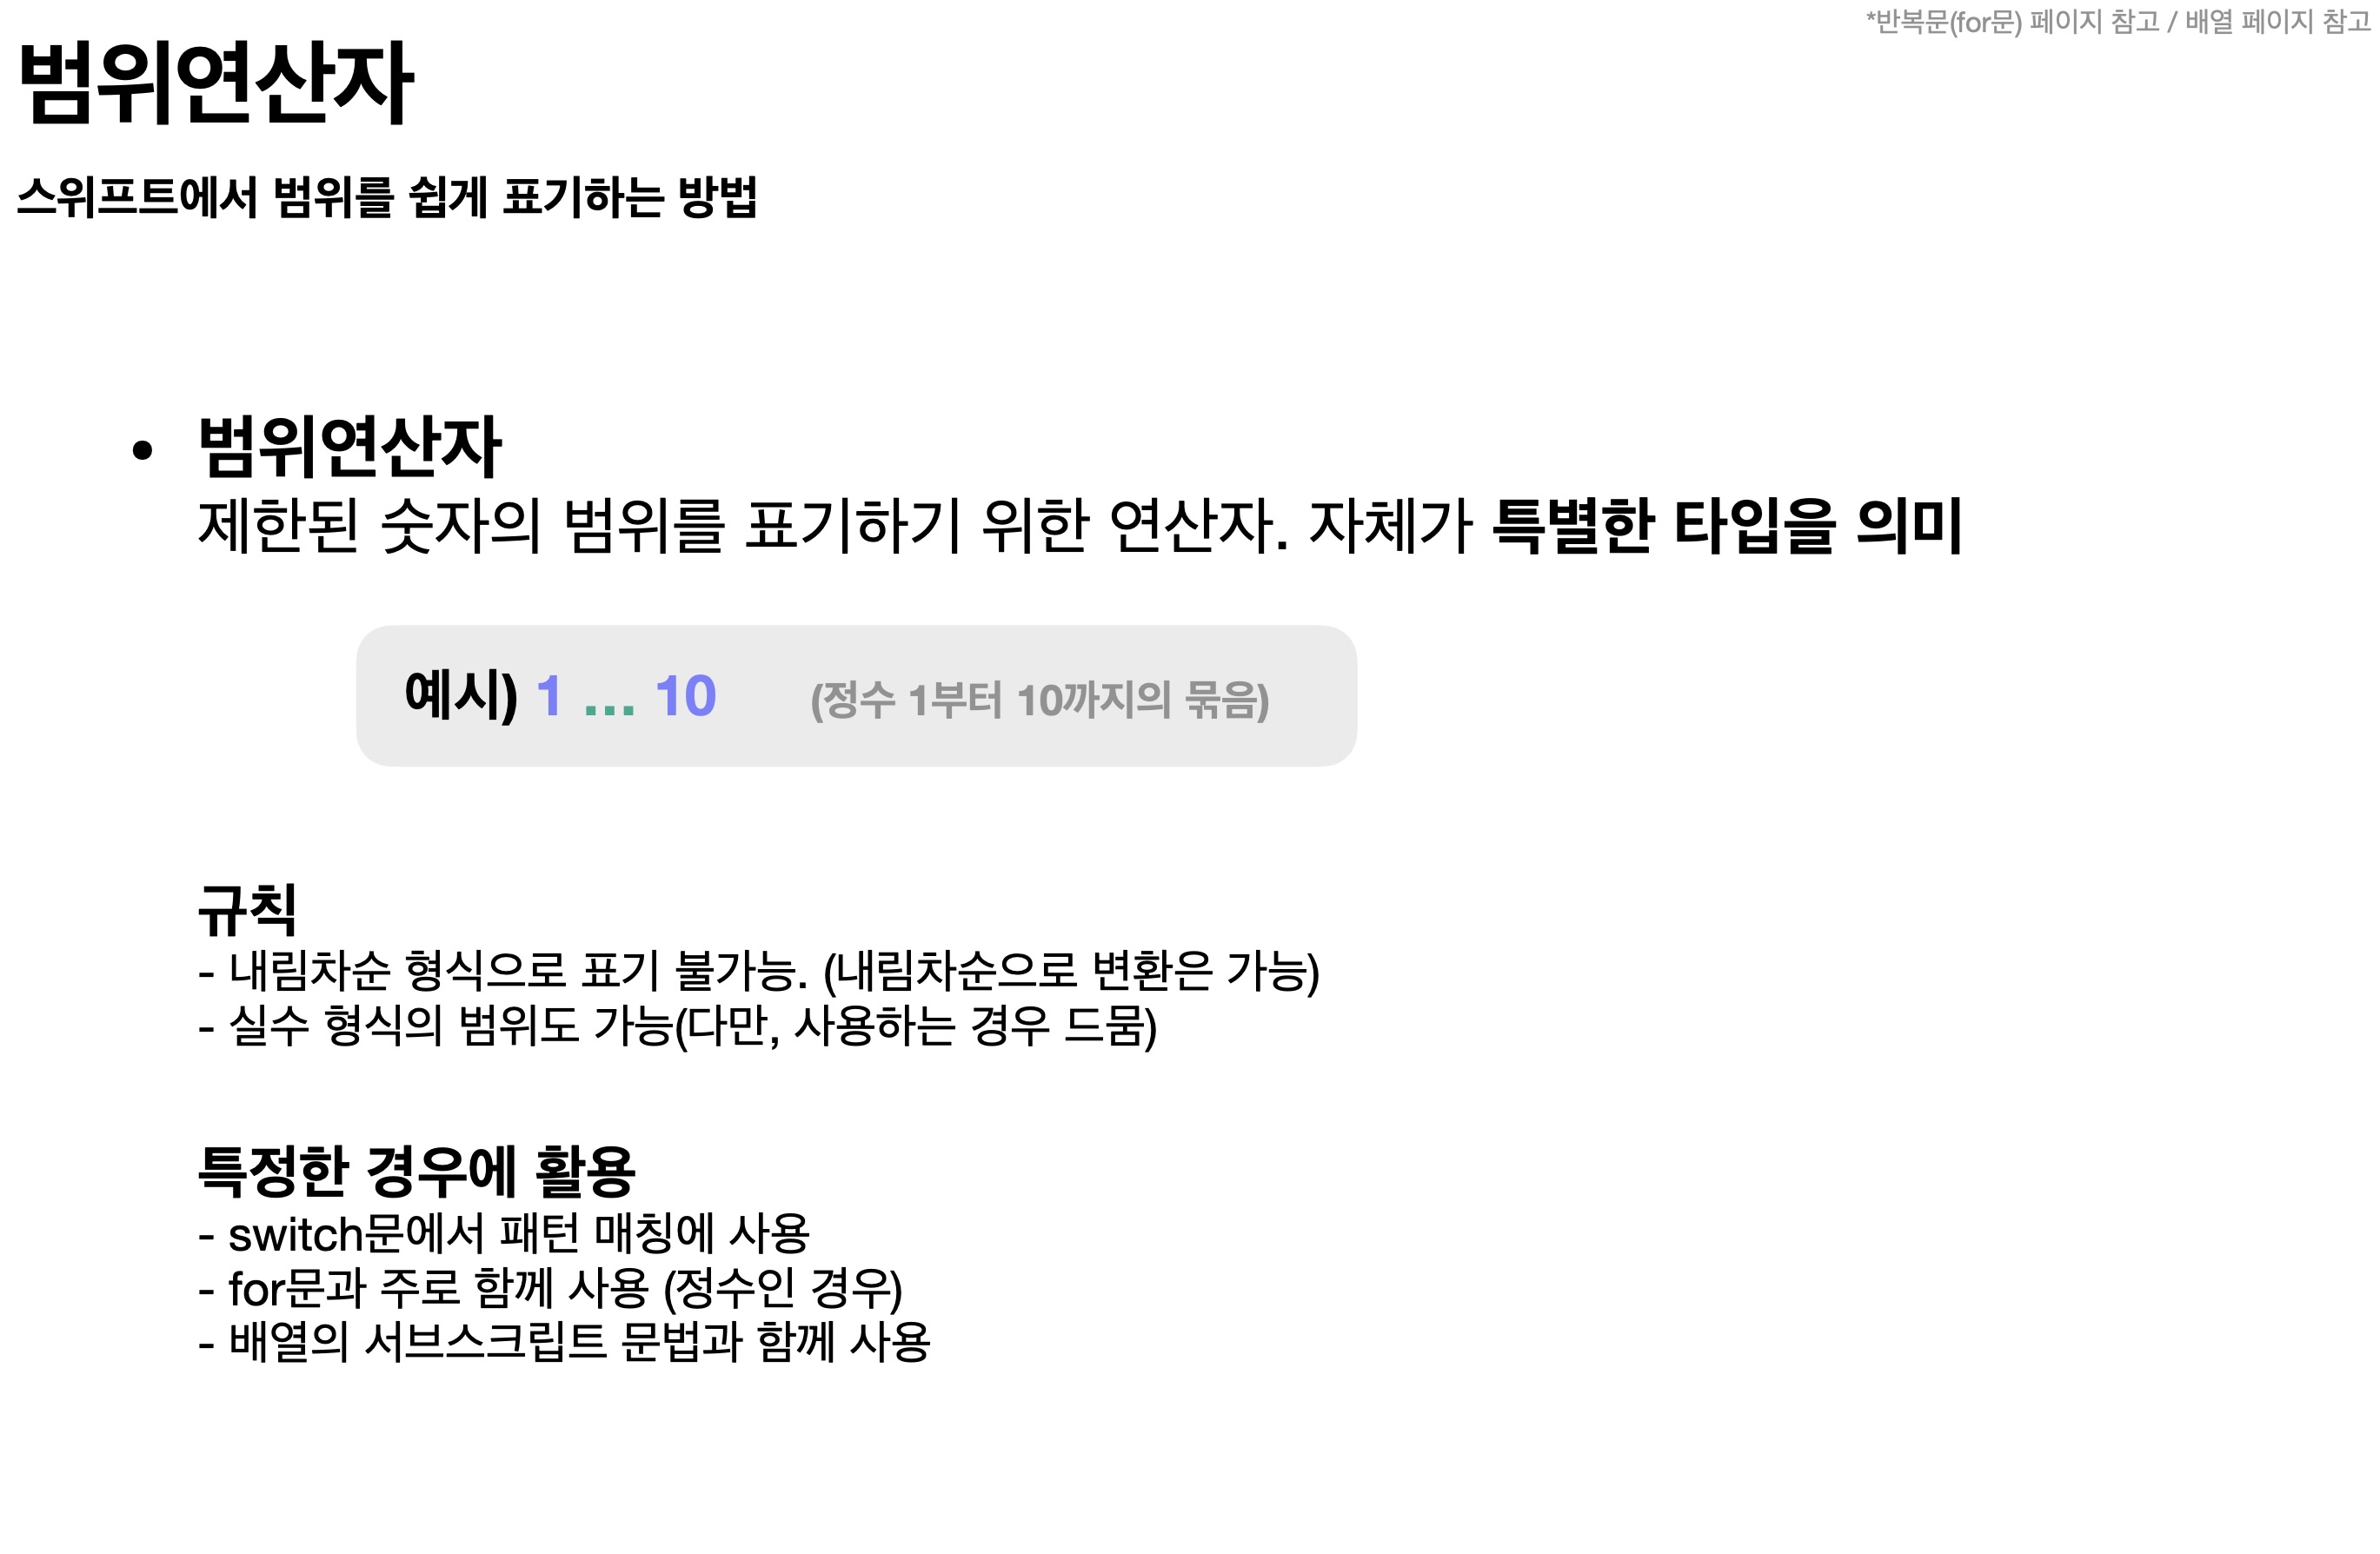 *반복문(for문) 페이지 참고 / 배열 페이지 참고
범위연산자
스위프트에서 범위를 쉽게 표기하는 방법
• 범위연산자
제한된 숫자의 범위를 표기하기 위한 연산자. 자체가 특별한 타입을 의미
예시) 1 ... 10 (정수 1부터 10까지의 묶음)
규칙
- 내림차순 형식으로 표기 불가능. (내림차순으로 변환은 가능)
- 실수 형식의 범위도 가능(다만, 사용하는 경우 드뭄)
특정한 경우에 활용
- switch문에서 패턴 매칭에 사용
- for문과 주로 함께 사용 (정수인 경우)
- 배열의 서브스크립트 문법과 함께 사용